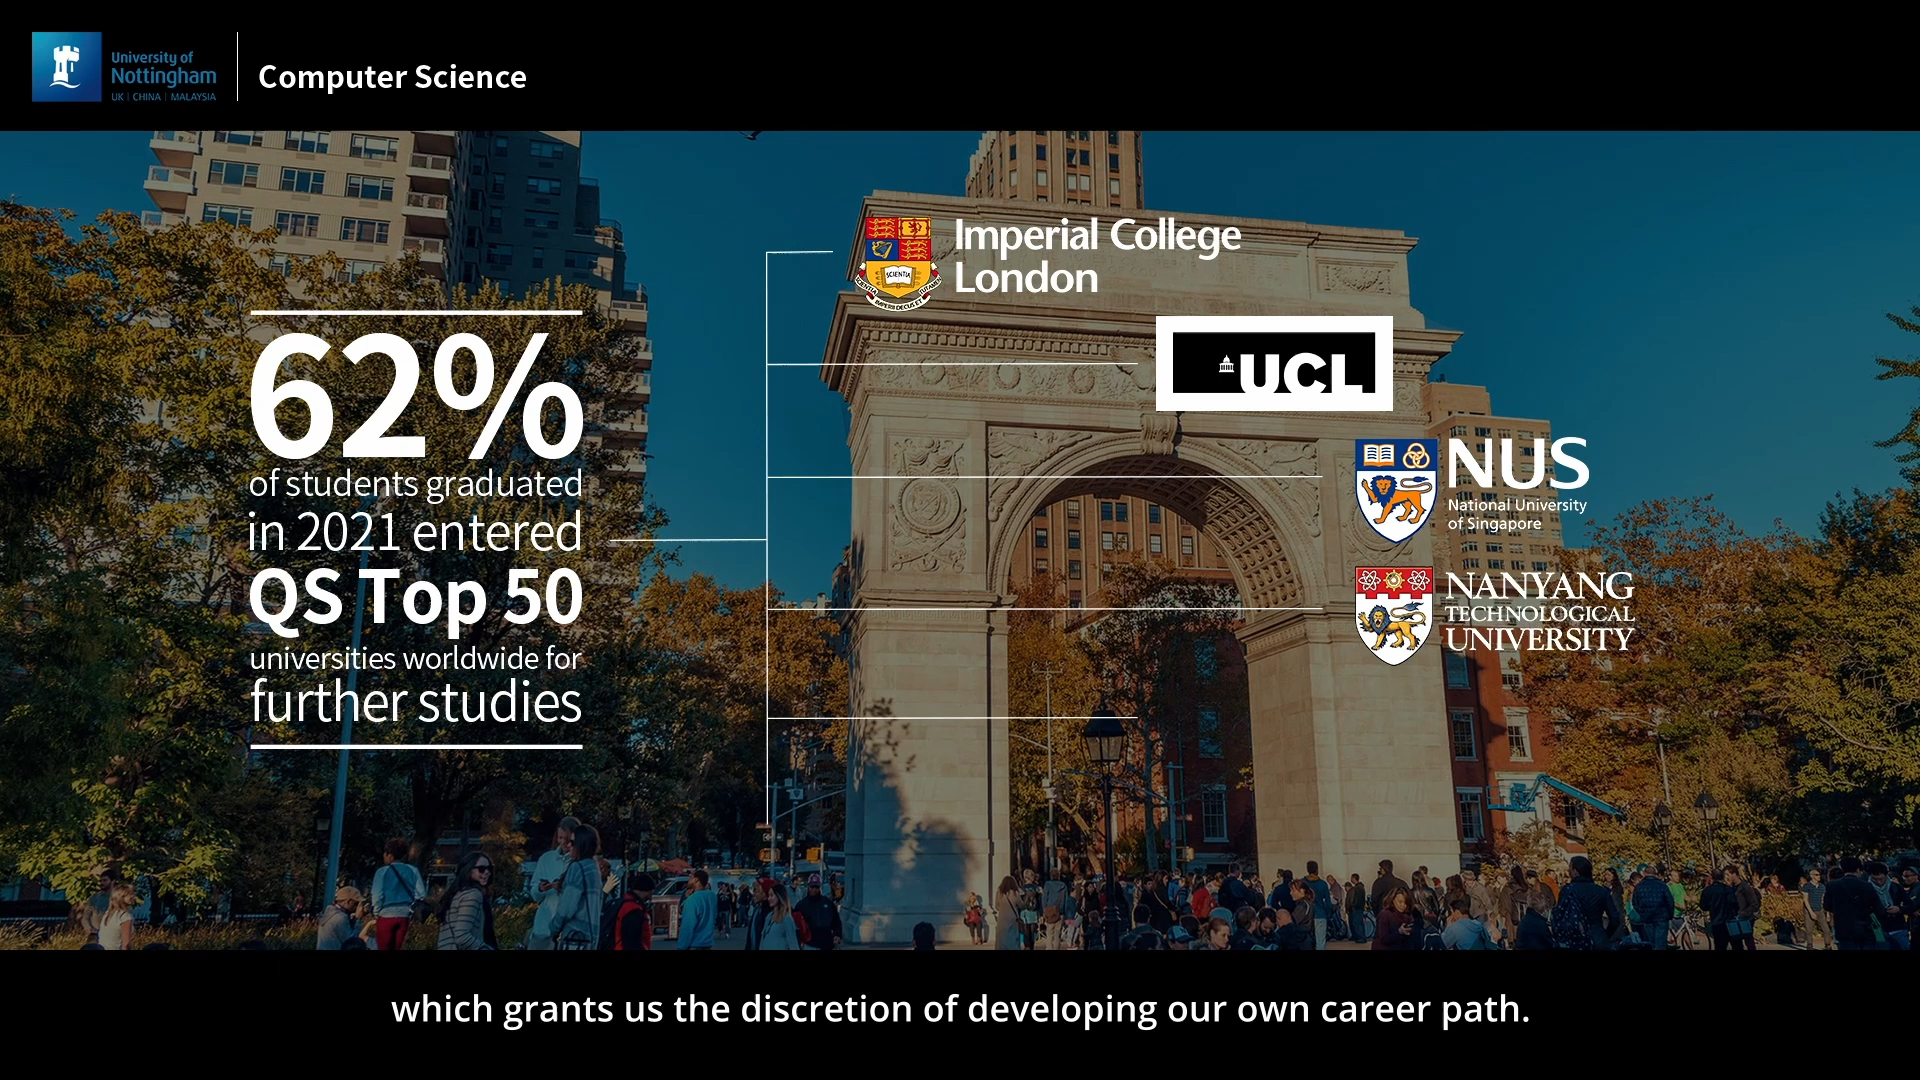 University of
Nottingham
UK | CHINA | MALAYSIA
Computer Science
62%
of students graduated
in 2021 entered
QS Top 50
universities worldwide for
further studies
Imperial College
London
SCIENTIA
UCL
NUS
National University
of Singapore
NANYANG
TECHNOLOGICAL
UNIVERSITY
which grants us the discretion of developing our own career path.